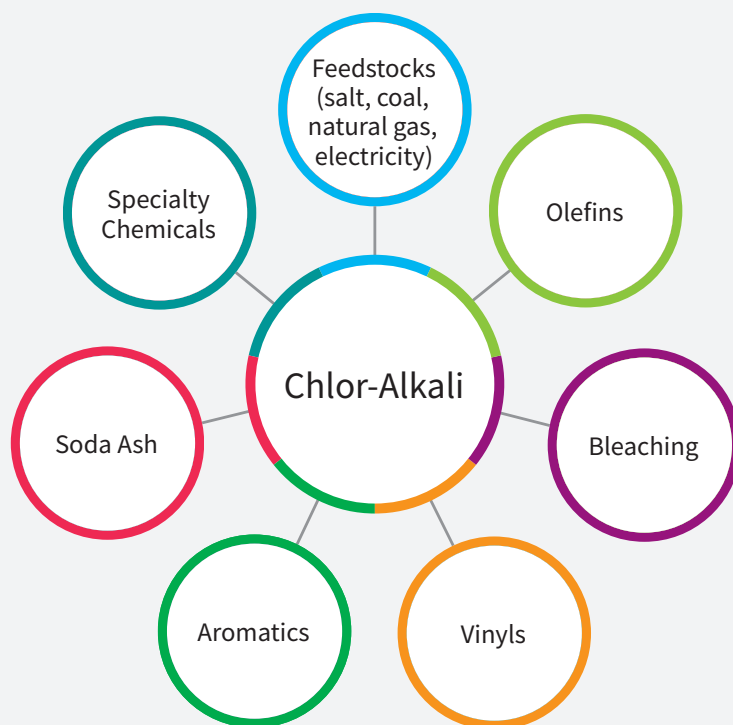 Feedstocks
(salt, coal,
natural gas,
electricity)
Specialty
Chemicals
Olefins
Chlor-Alkali
Soda Ash
Bleaching
Aromatics
Vinyls